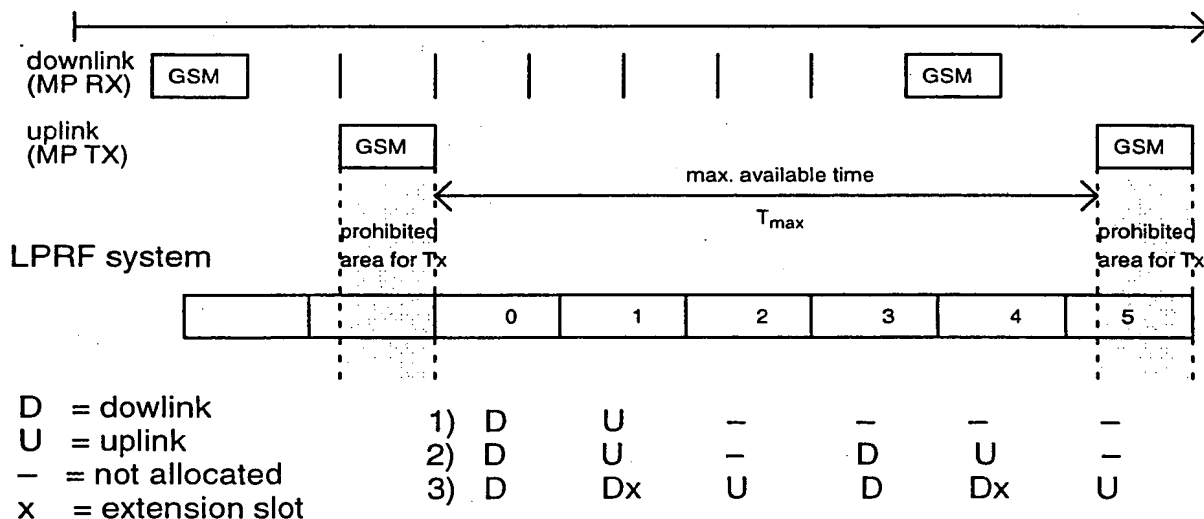 downlink
(MP RX)
GSM
GSM
uplink
(MP TX)
GSM
GSM
max. available time
Tmax
prohibited
area for Tx
prohibited
area for Tx
LPRF system
0 1 2 3 4 5
D = dowlink
U = uplink
– = not allocated
x = extension slot
1) D U – – – –
2) D U – D U –
3) D Dx U D Dx U